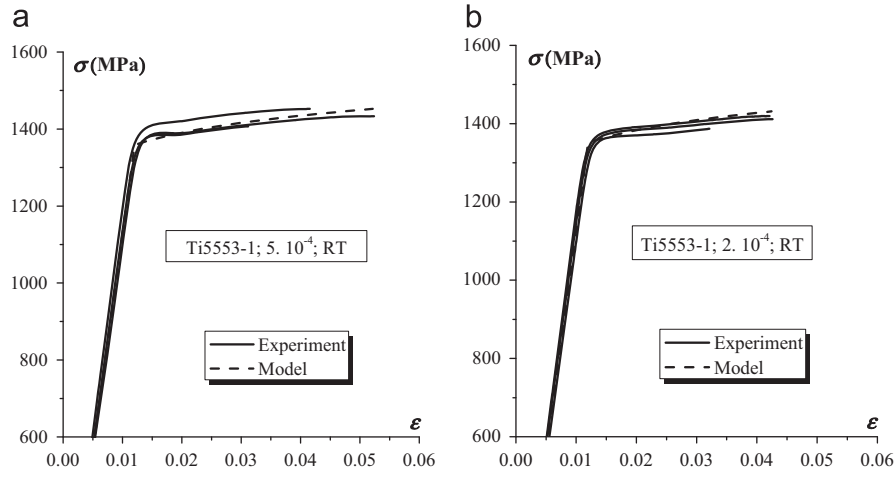 a
1600
σ(MPa)
1400
1200
1000
800
600
Ti5553-1; 5. 10⁻⁴; RT
Experiment
Model
ε
0.00 0.01 0.02 0.03 0.04 0.05 0.06
b
1600
σ(MPa)
1400
1200
1000
800
600
Ti5553-1; 2. 10⁻⁴; RT
Experiment
Model
ε
0.00 0.01 0.02 0.03 0.04 0.05 0.06